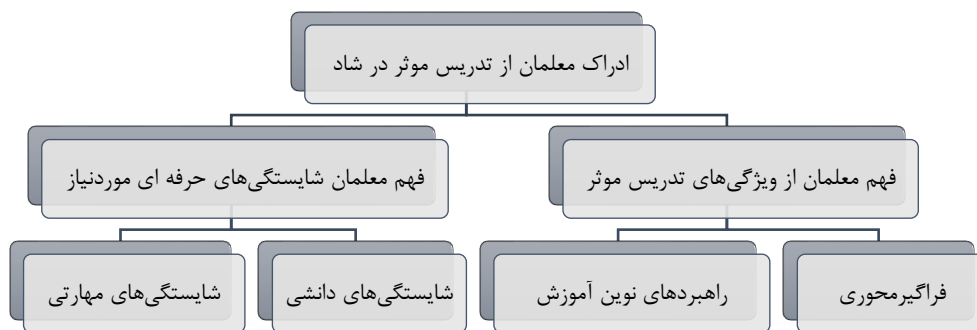 ادراک معلمان از تدریس موثر در شاد
فهم معلمان از ویژگی‌های تدریس موثر
فهم معلمان شایستگی‌های حرفه ای موردنیاز
فراگیرمحوری
راهبردهای نوین آموزش
شایستگی‌های دانشی
شایستگی‌های مهارتی